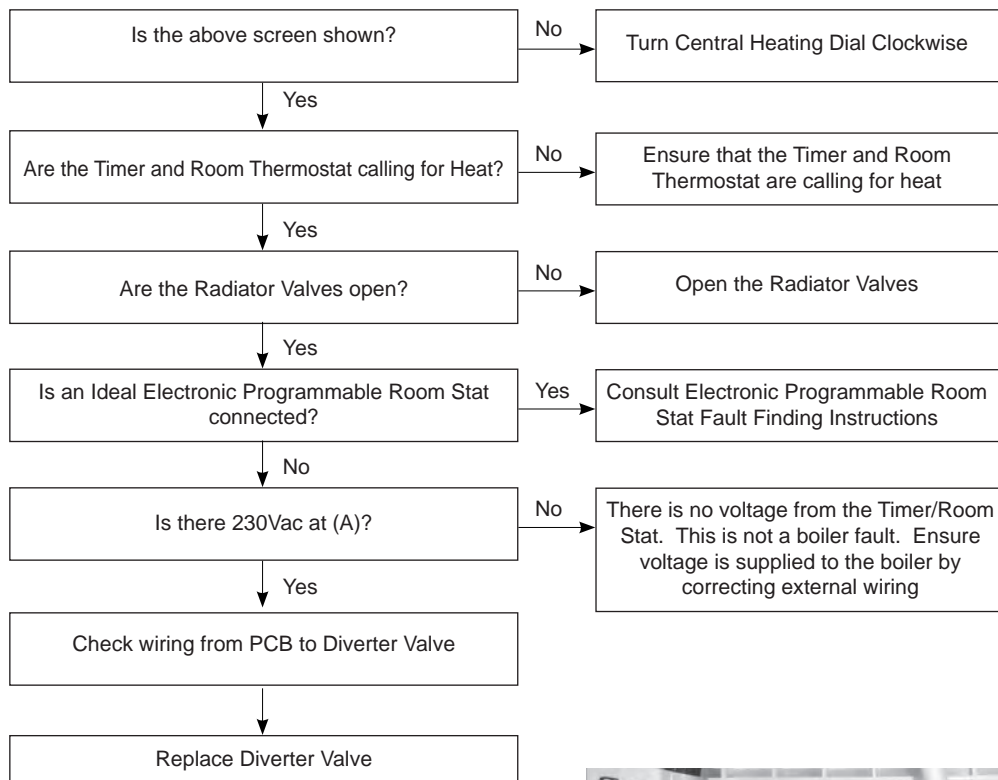 Is the above screen shown?
No
Turn Central Heating Dial Clockwise
Yes
Are the Timer and Room Thermostat calling for Heat?
No
Ensure that the Timer and Room
Thermostat are calling for heat
Yes
Are the Radiator Valves open?
No
Open the Radiator Valves
Yes
Is an Ideal Electronic Programmable Room Stat
connected?
Yes
Consult Electronic Programmable Room
Stat Fault Finding Instructions
No
Is there 230Vac at (A)?
No
There is no voltage from the Timer/Room
Stat.  This is not a boiler fault.  Ensure
voltage is supplied to the boiler by
correcting external wiring
Yes
Check wiring from PCB to Diverter Valve
Replace Diverter Valve